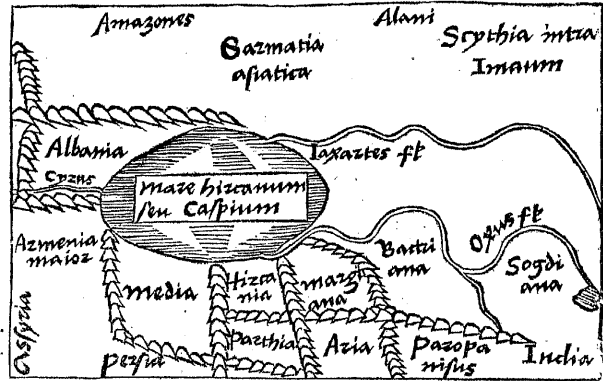 Amazones
Alani
Sarmatia
asiatica
Scythia intra
Imaum
Albania
Cyrus
Iaxartes fl
mare hircanum
seu Caspium
Armenia
maior
Media
Hirca
nia
marg
ana
Bactri
ana
Oxus fl
Sogdi
ana
Assyria
Persia
Parthia
Aria
Paropa
nisus
India